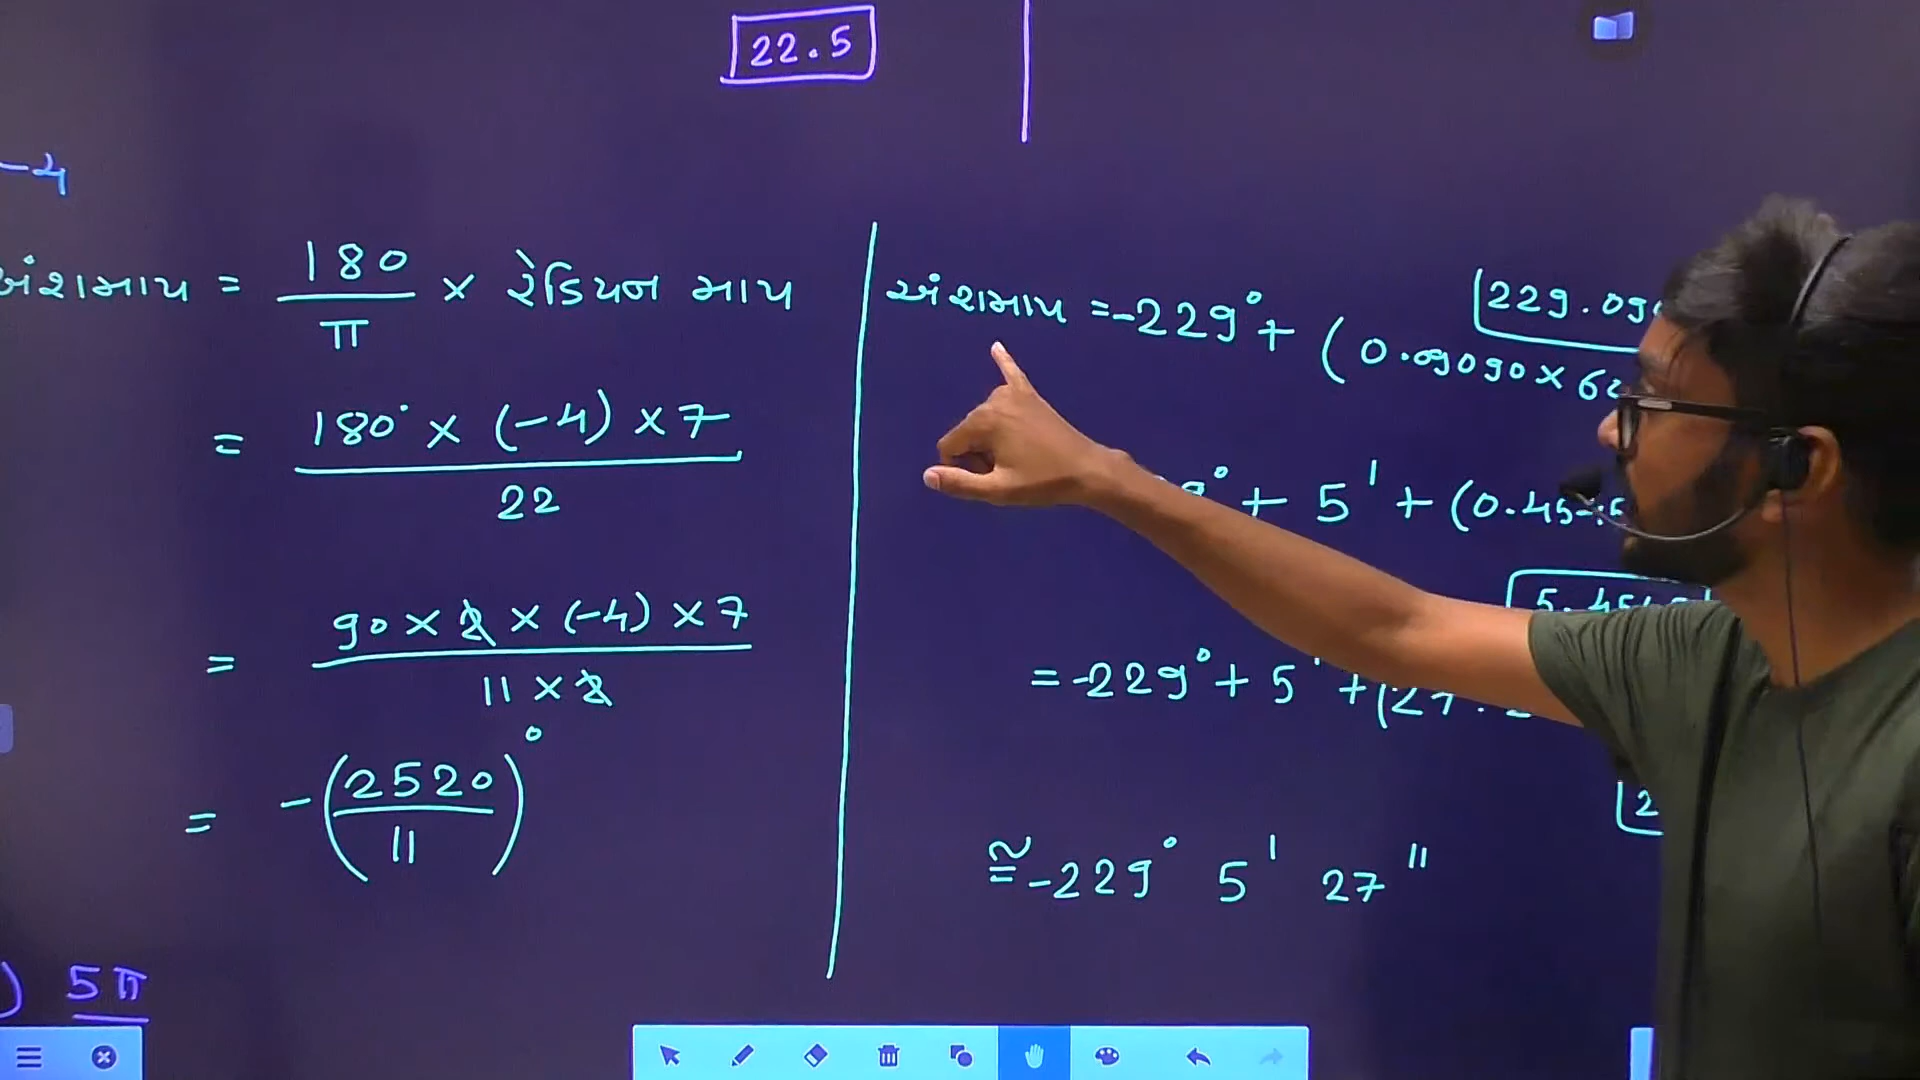 22.5
-4
અંશમાપ = 180/π × રેડિયન માપ
= 180° × (-4) × 7 / 22
= 90 × 2 × (-4) × 7 / 11 × 2
= -(2520/11)°
5π
અંશમાપ = -229° + (0.09090 × 6
229.090
° + 5' + (0.45
= -229° + 5' + (27.
≅ -229° 5' 27"